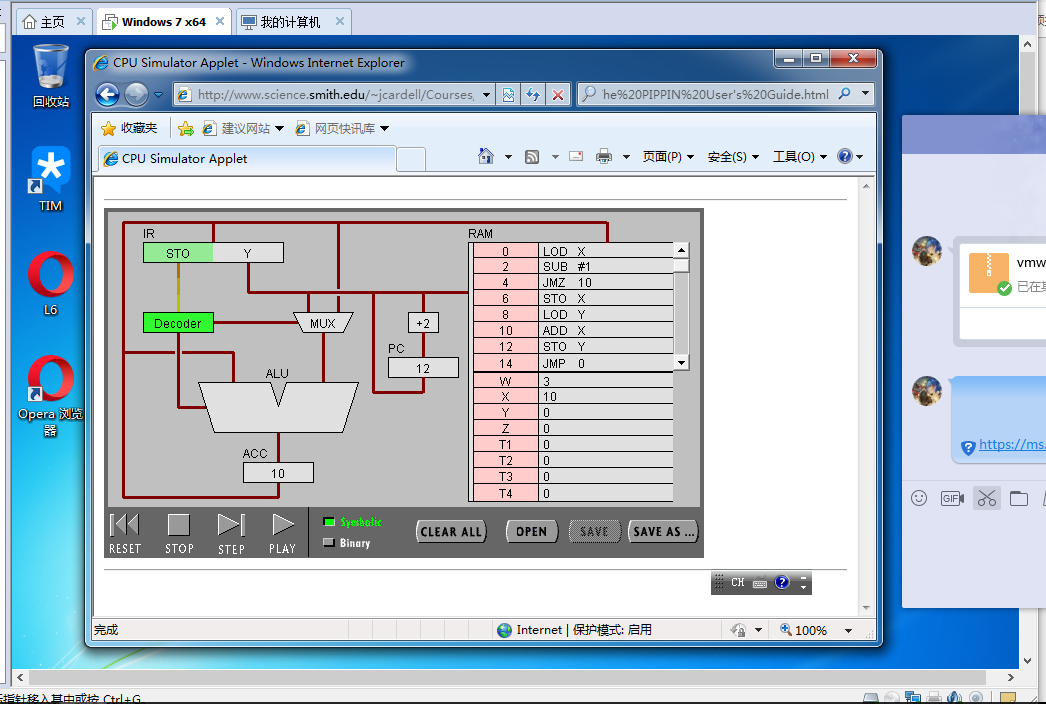 主页
Windows 7 x64
我的计算机
回收站
TIM
L6
Opera 浏览器
CPU Simulator Applet - Windows Internet Explorer
http://www.science.smith.edu/~jcardell/Courses,
he%20PIPPIN%20User's%20Guide.html
收藏夹
建议网站
网页快讯库
CPU Simulator Applet
页面(P)
安全(S)
工具(O)
IR
STO Y
Decoder
MUX
+2
PC
12
ALU
ACC
10
RAM
0 LOD X
2 SUB #1
4 JMZ 10
6 STO X
8 LOD Y
10 ADD X
12 STO Y
14 JMP 0
W 3
X 10
Y 0
Z 0
T1 0
T2 0
T3 0
T4 0
RESET
STOP
STEP
PLAY
Symbolic
Binary
CLEAR ALL
OPEN
SAVE
SAVE AS ...
CH
完成
Internet | 保护模式: 启用
100%
vmw
https://ms.
GIF
指针移入其中或按 Ctrl+G。